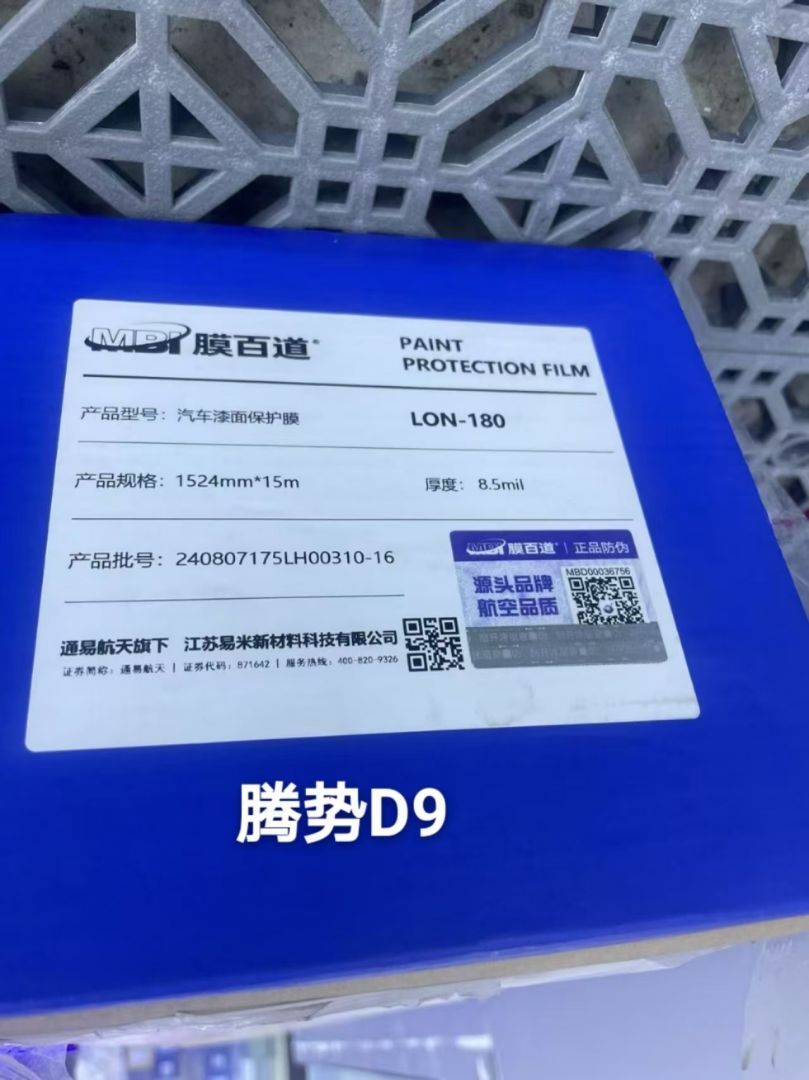 MBD 膜百道®
PAINT
PROTECTION FILM
产品型号: 汽车漆面保护膜
LON-180
产品规格: 1524mm*15m
厚度: 8.5mil
产品批号: 240807175LH00310-16
MBD 膜百道® | 正品防伪
MBD00036756
源头品牌
航空品质
通易航天旗下 江苏易米新材料科技有限公司
证券简称: 通易航天 | 证券代码: 871642 | 服务热线: 400-820-9326
腾势D9